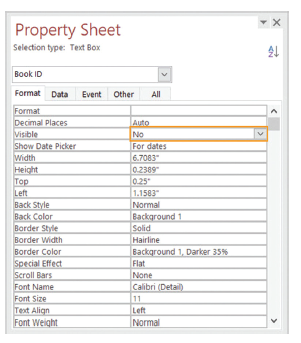 Property Sheet
Selection type: Text Box
Book ID
Format Data Event Other All
Format
Decimal Places Auto
Visible No
Show Date Picker For dates
Width 6.7083"
Height 0.2389"
Top 0.25"
Left 1.1583"
Back Style Normal
Back Color Background 1
Border Style Solid
Border Width Hairline
Border Color Background 1, Darker 35%
Special Effect Flat
Scroll Bars None
Font Name Calibri (Detail)
Font Size 11
Text Align Left
Font Weight Normal